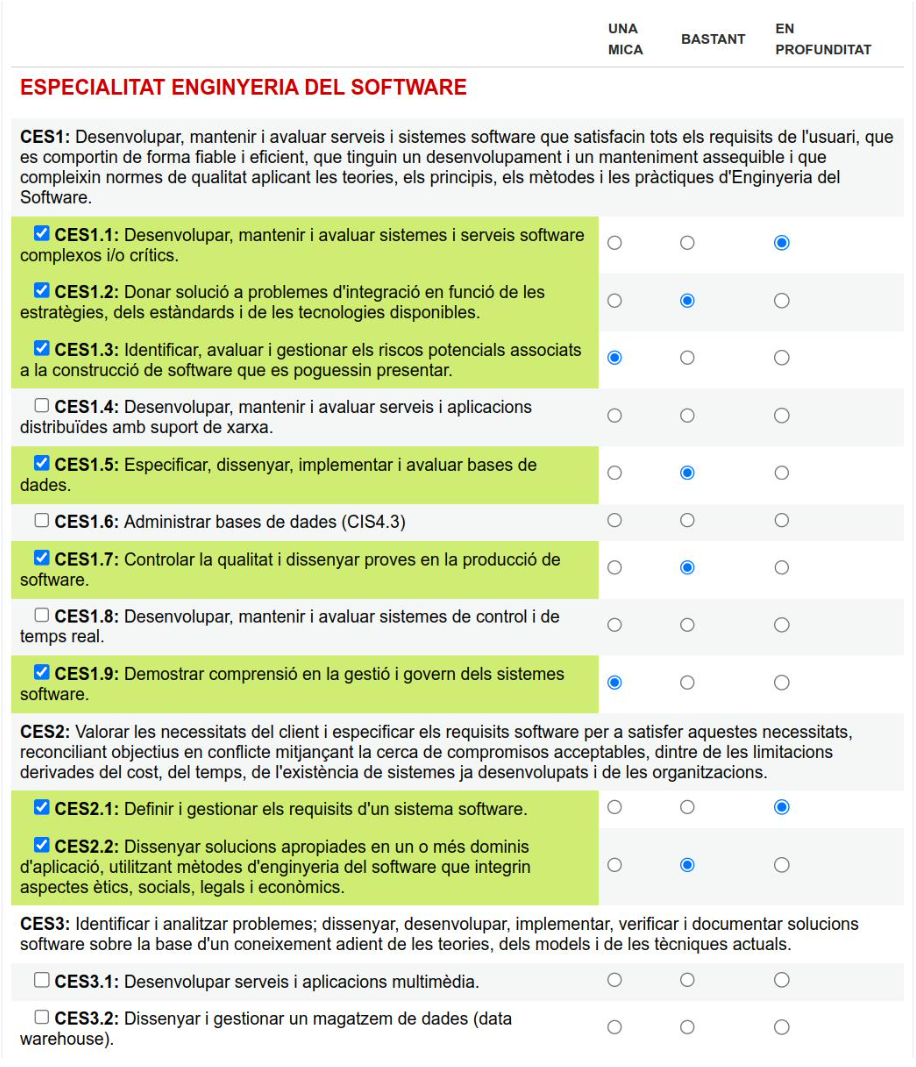 UNA MICA
BASTANT
EN PROFUNDITAT
ESPECIALITAT ENGINYERIA DEL SOFTWARE
CES1: Desenvolupar, mantenir i avaluar serveis i sistemes software que satisfacin tots els requisits de l'usuari, que
es comportin de forma fiable i eficient, que tinguin un desenvolupament i un manteniment assequible i que
compleixin normes de qualitat aplicant les teories, els principis, els mètodes i les pràctiques d'Enginyeria del
Software.
CES1.1: Desenvolupar, mantenir i avaluar sistemes i serveis software
complexos i/o crítics.
CES1.2: Donar solució a problemes d'integració en funció de les
estratègies, dels estàndards i de les tecnologies disponibles.
CES1.3: Identificar, avaluar i gestionar els riscos potencials associats
a la construcció de software que es poguessin presentar.
CES1.4: Desenvolupar, mantenir i avaluar serveis i aplicacions
distribuïdes amb suport de xarxa.
CES1.5: Especificar, dissenyar, implementar i avaluar bases de
dades.
CES1.6: Administrar bases de dades (CIS4.3)
CES1.7: Controlar la qualitat i dissenyar proves en la producció de
software.
CES1.8: Desenvolupar, mantenir i avaluar sistemes de control i de
temps real.
CES1.9: Demostrar comprensió en la gestió i govern dels sistemes
software.
CES2: Valorar les necessitats del client i especificar els requisits software per a satisfer aquestes necessitats,
reconciliant objectius en conflicte mitjançant la cerca de compromisos acceptables, dintre de les limitacions
derivades del cost, del temps, de l'existència de sistemes ja desenvolupats i de les organitzacions.
CES2.1: Definir i gestionar els requisits d'un sistema software.
CES2.2: Dissenyar solucions apropiades en un o més dominis
d'aplicació, utilitzant mètodes d'enginyeria del software que integrin
aspectes ètics, socials, legals i econòmics.
CES3: Identificar i analitzar problemes; dissenyar, desenvolupar, implementar, verificar i documentar solucions
software sobre la base d'un coneixement adient de les teories, dels models i de les tècniques actuals.
CES3.1: Desenvolupar serveis i aplicacions multimèdia.
CES3.2: Dissenyar i gestionar un magatzem de dades (data
warehouse).